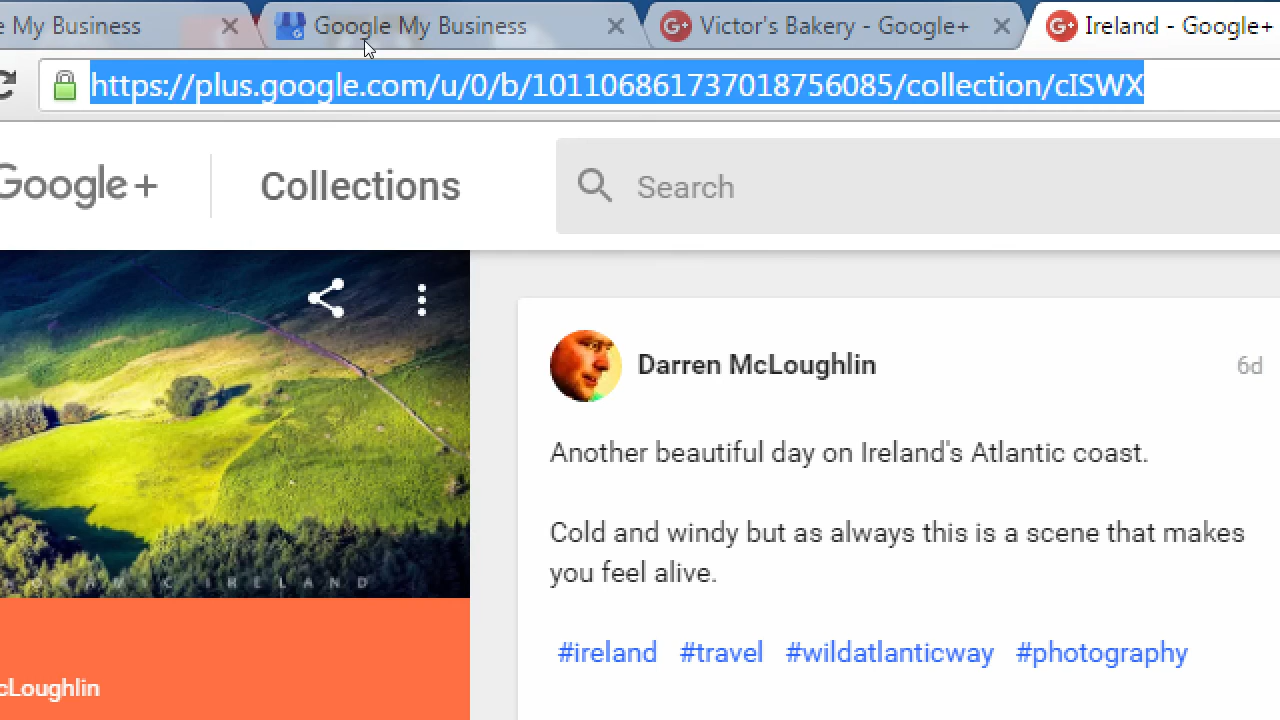 e My Business
Google My Business
Victor's Bakery - Google+
Ireland - Google+
https://plus.google.com/u/0/b/101106861737018756085/collection/cISWX
Google+
Collections
Search
Darren McLoughlin
6d
Another beautiful day on Ireland's Atlantic coast.
Cold and windy but as always this is a scene that makes
you feel alive.
#ireland #travel #wildatlanticway #photography
IRELAND
cLoughlin